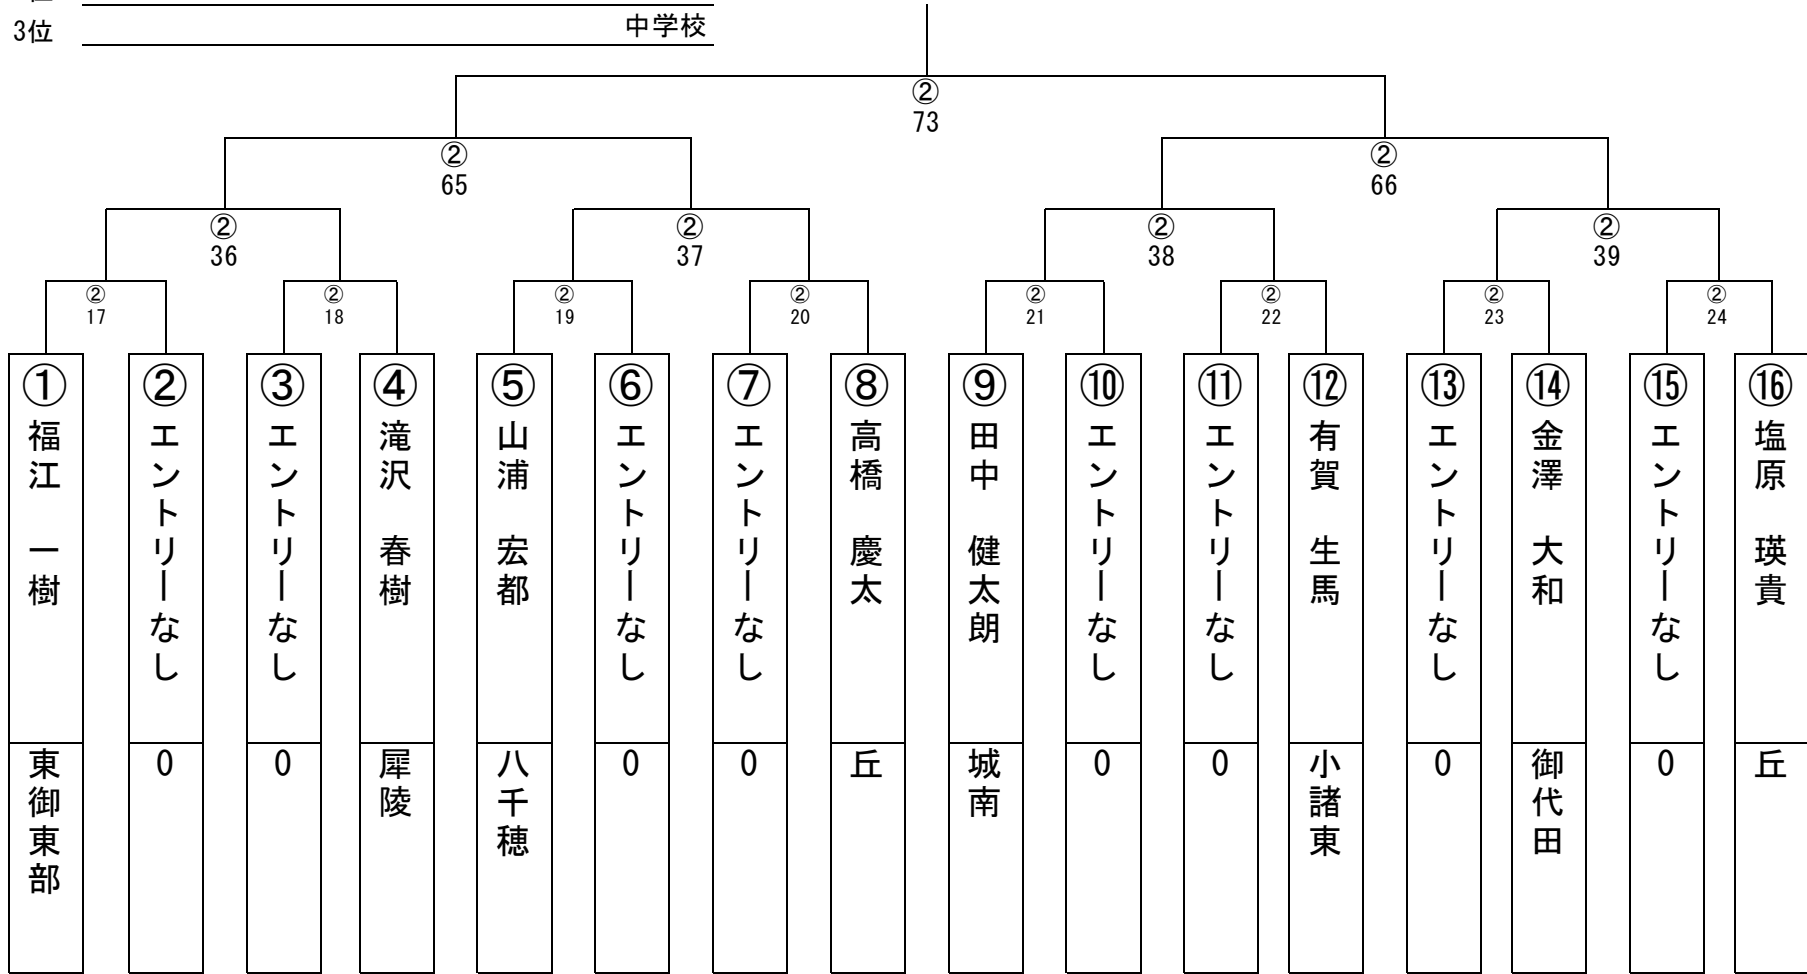 3位
中学校
②
73
②
65
②
66
②
36
②
37
②
38
②
39
②
17
②
18
②
19
②
20
②
21
②
22
②
23
②
24
①
福江 一樹
東御東部
②
エントリーなし
0
③
エントリーなし
0
④
滝沢 春樹
犀陵
⑤
山浦 宏都
八千穂
⑥
エントリーなし
0
⑦
エントリーなし
0
⑧
高橋 慶太
丘
⑨
田中 健太朗
城南
⑩
エントリーなし
0
⑪
エントリーなし
0
⑫
有賀 生馬
小諸東
⑬
エントリーなし
0
⑭
金澤 大和
御代田
⑮
エントリーなし
0
⑯
塩原 瑛貴
丘